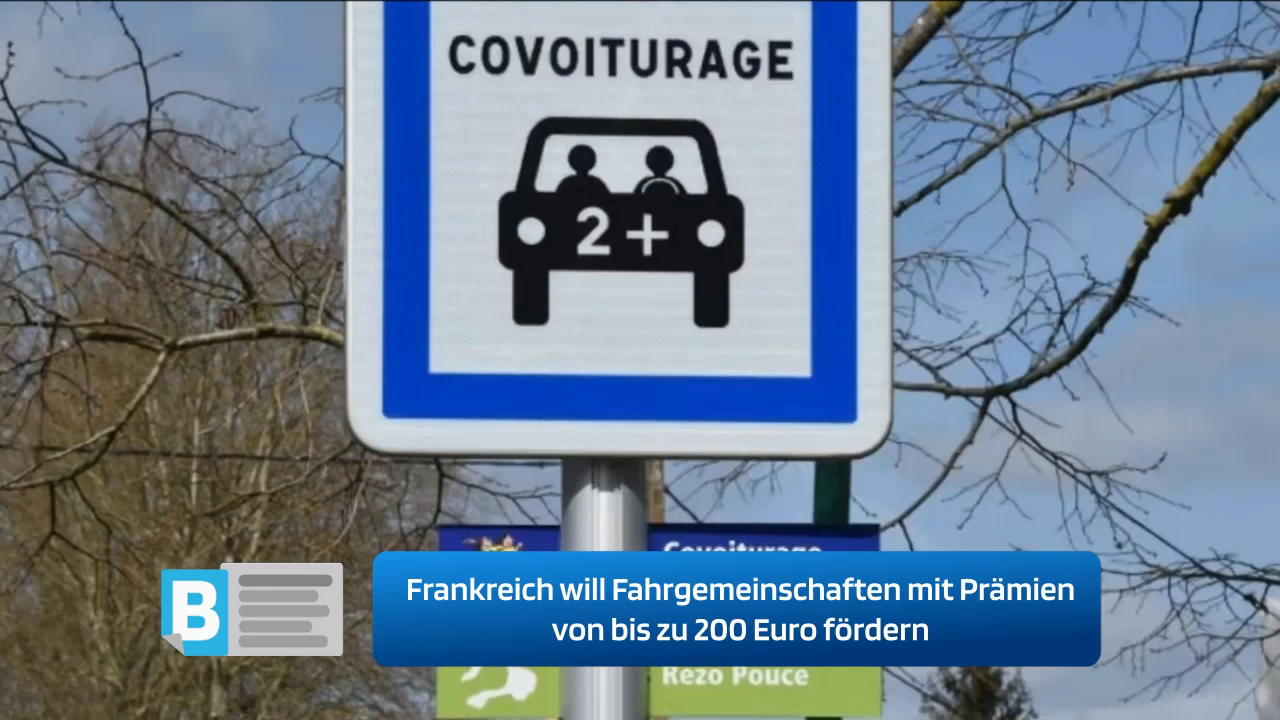 COVOITURAGE
2+
Covoiturage
B
Frankreich will Fahrgemeinschaften mit Prämien
von bis zu 200 Euro fördern
Rezo Pouce